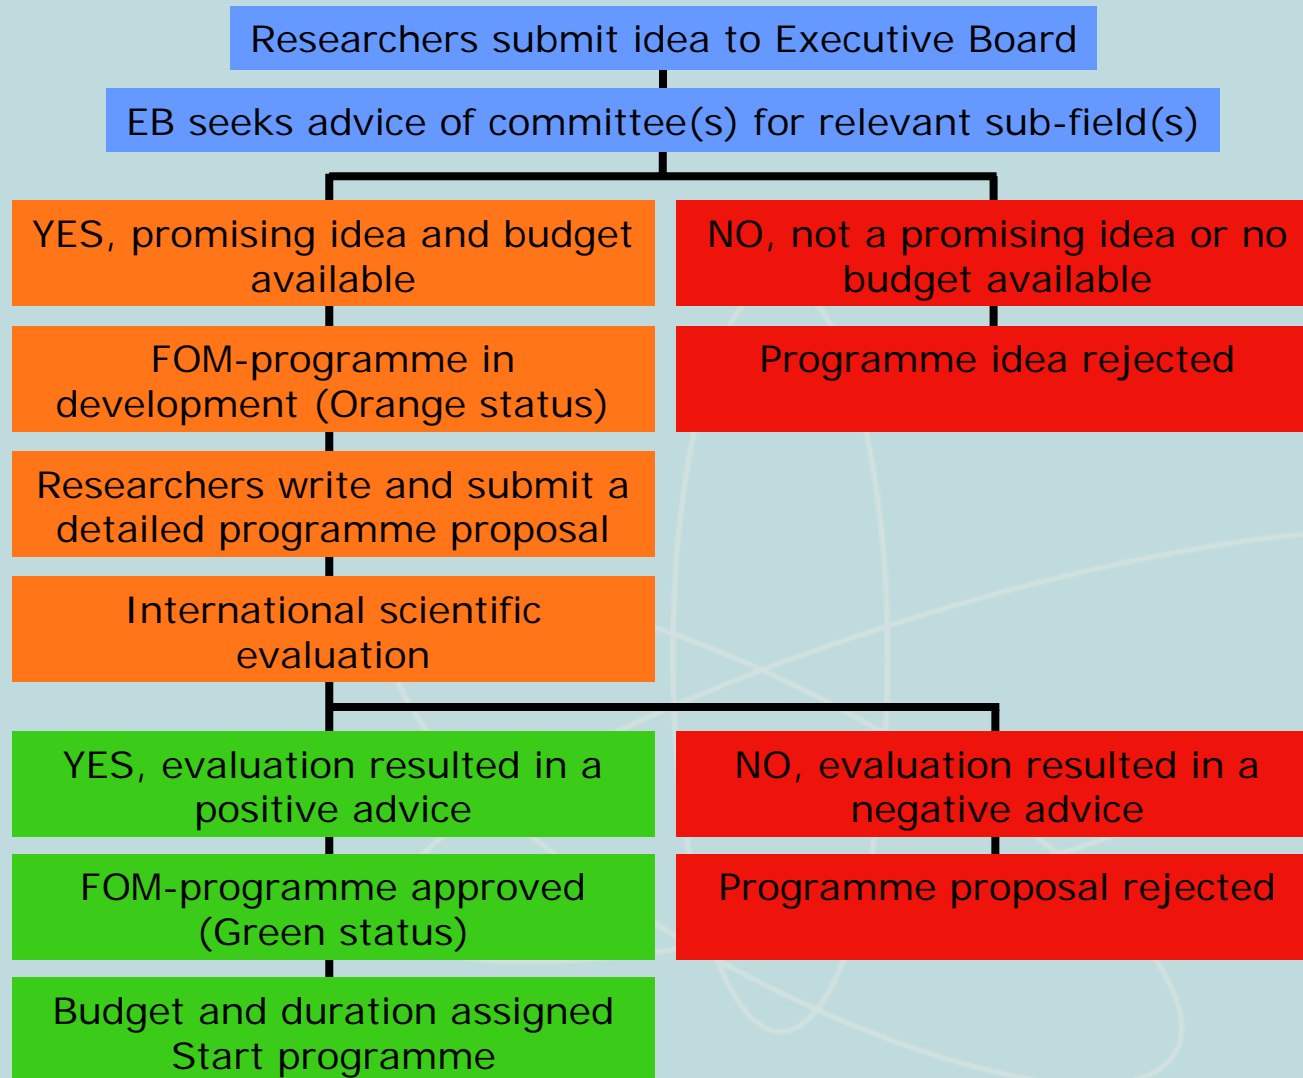 Researchers submit idea to Executive Board
EB seeks advice of committee(s) for relevant sub-field(s)
YES, promising idea and budget
available
NO, not a promising idea or no
budget available
FOM-programme in
development (Orange status)
Programme idea rejected
Researchers write and submit a
detailed programme proposal
International scientific
evaluation
YES, evaluation resulted in a
positive advice
NO, evaluation resulted in a
negative advice
FOM-programme approved
(Green status)
Programme proposal rejected
Budget and duration assigned
Start programme